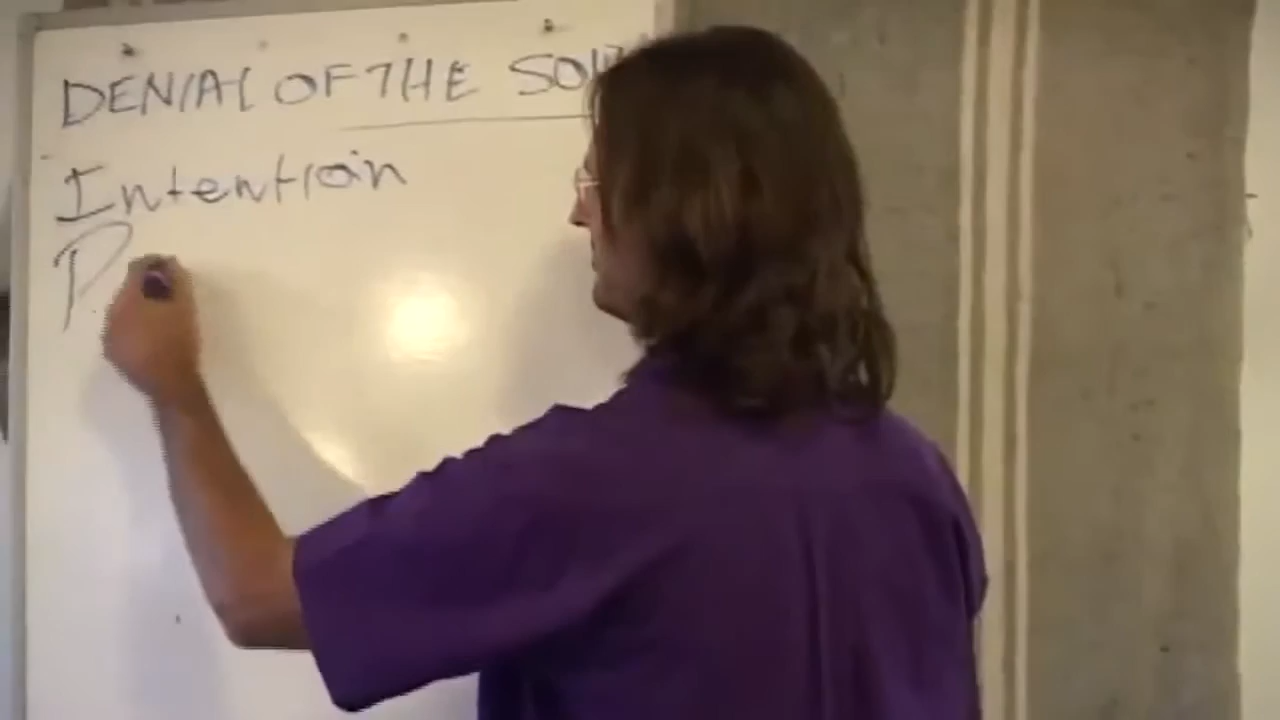 DENIAL OF THE SOU
Intention
P